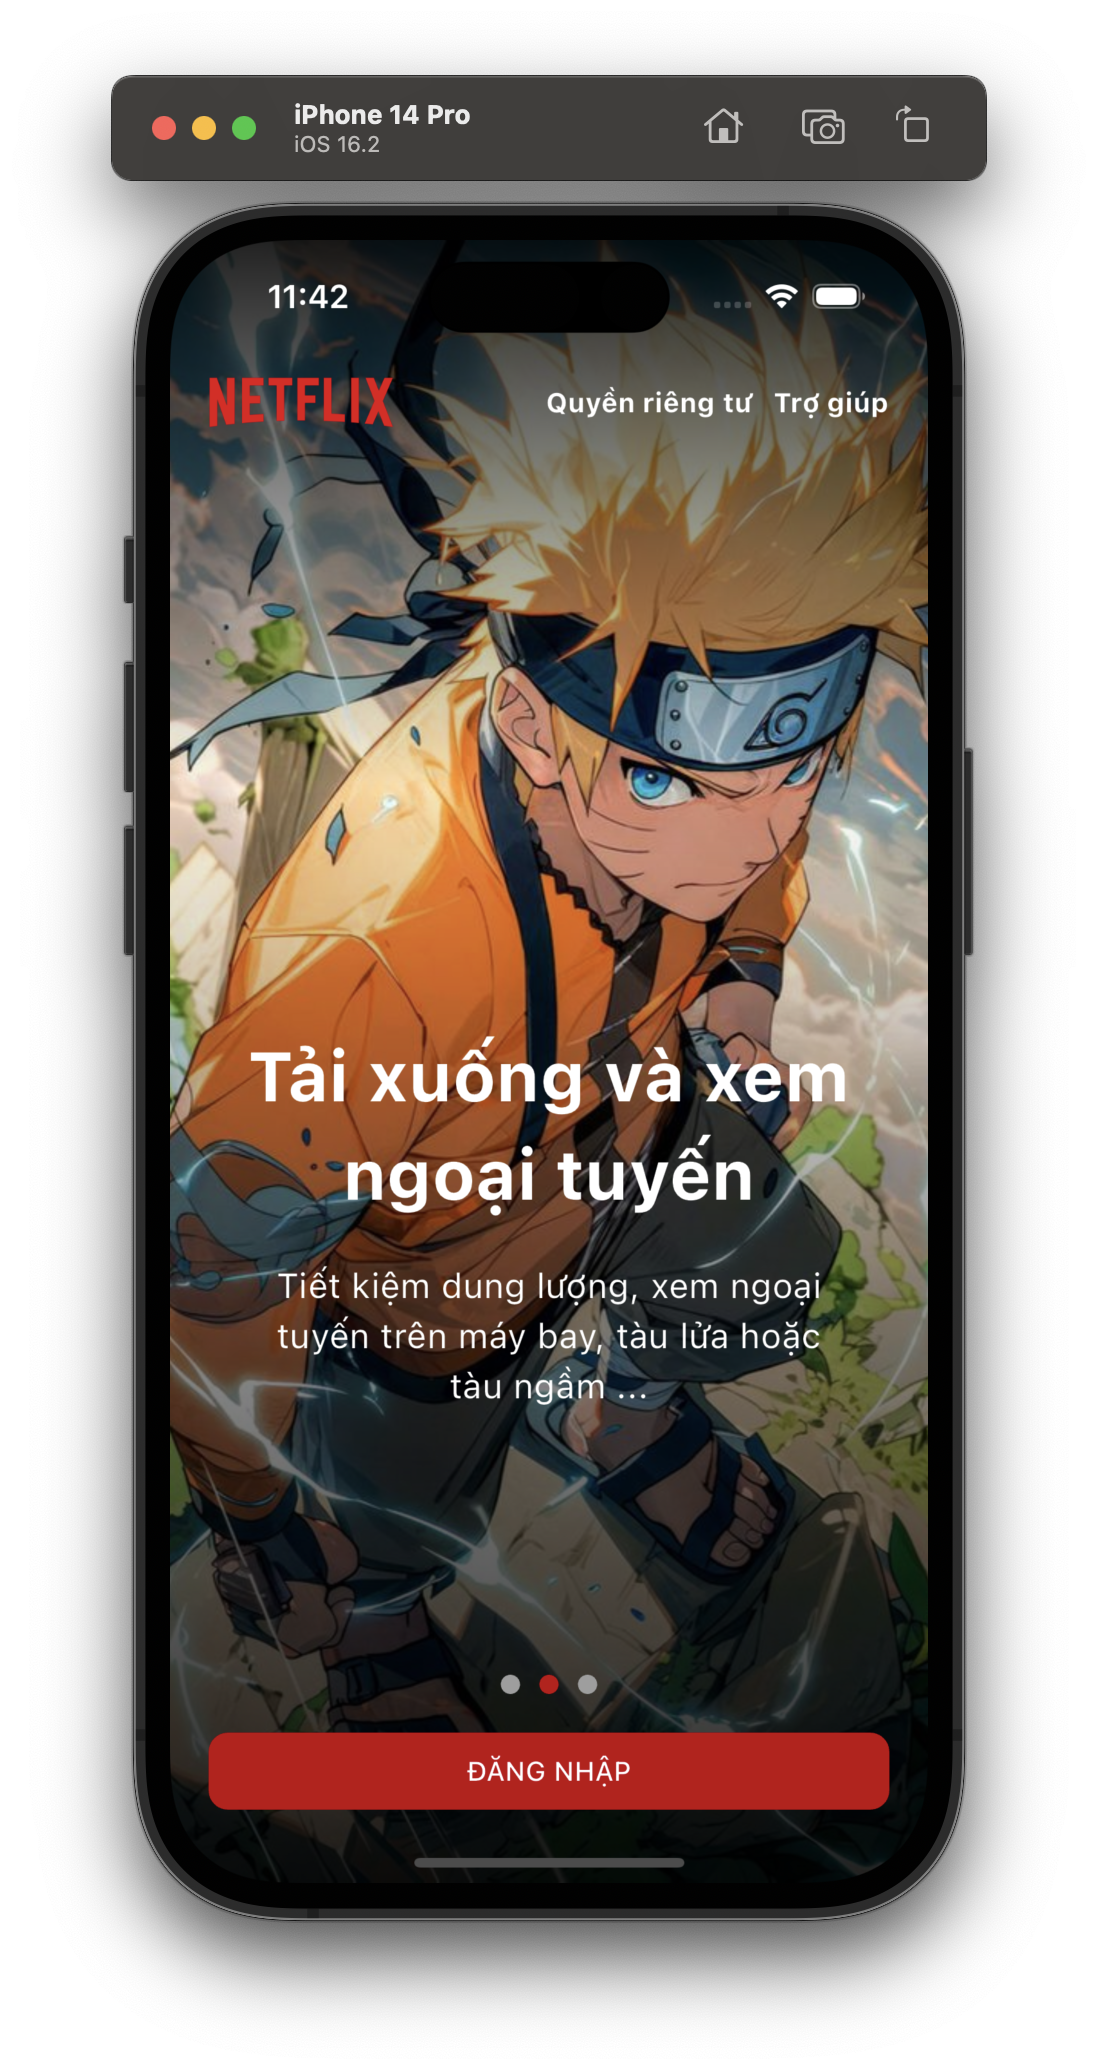 iPhone 14 Pro
iOS 16.2
11:42
NETFLIX
Quyền riêng tư Trợ giúp
Tải xuống và xem
ngoại tuyến
Tiết kiệm dung lượng, xem ngoại
tuyến trên máy bay, tàu lửa hoặc
tàu ngầm ...
ĐĂNG NHẬP